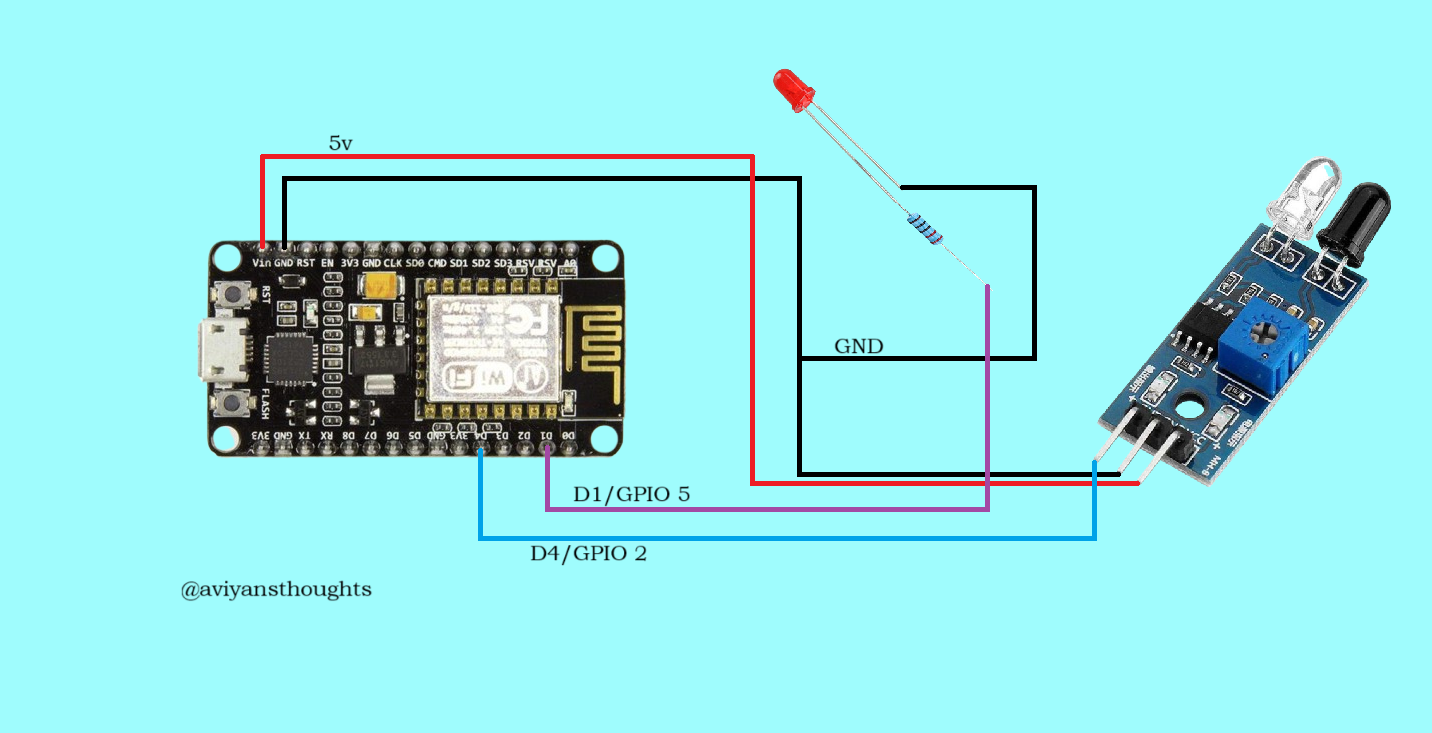 5v
Vin GND RST EN 3V3 GND CLK SD0 CMD SD1 SD2 SD3 RSV RSV A0
RST
FCC
WiFi
FLASH
GND
3V3 GND TX RX D8 D7 D6 D5 GND 3V3 D4 D3 D2 D1 D0
D1/GPIO 5
D4/GPIO 2
@aviyansthoughts